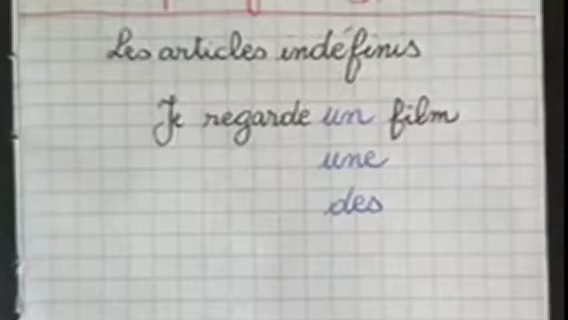 Les articles indéfinis
Je regarde un film
une
des